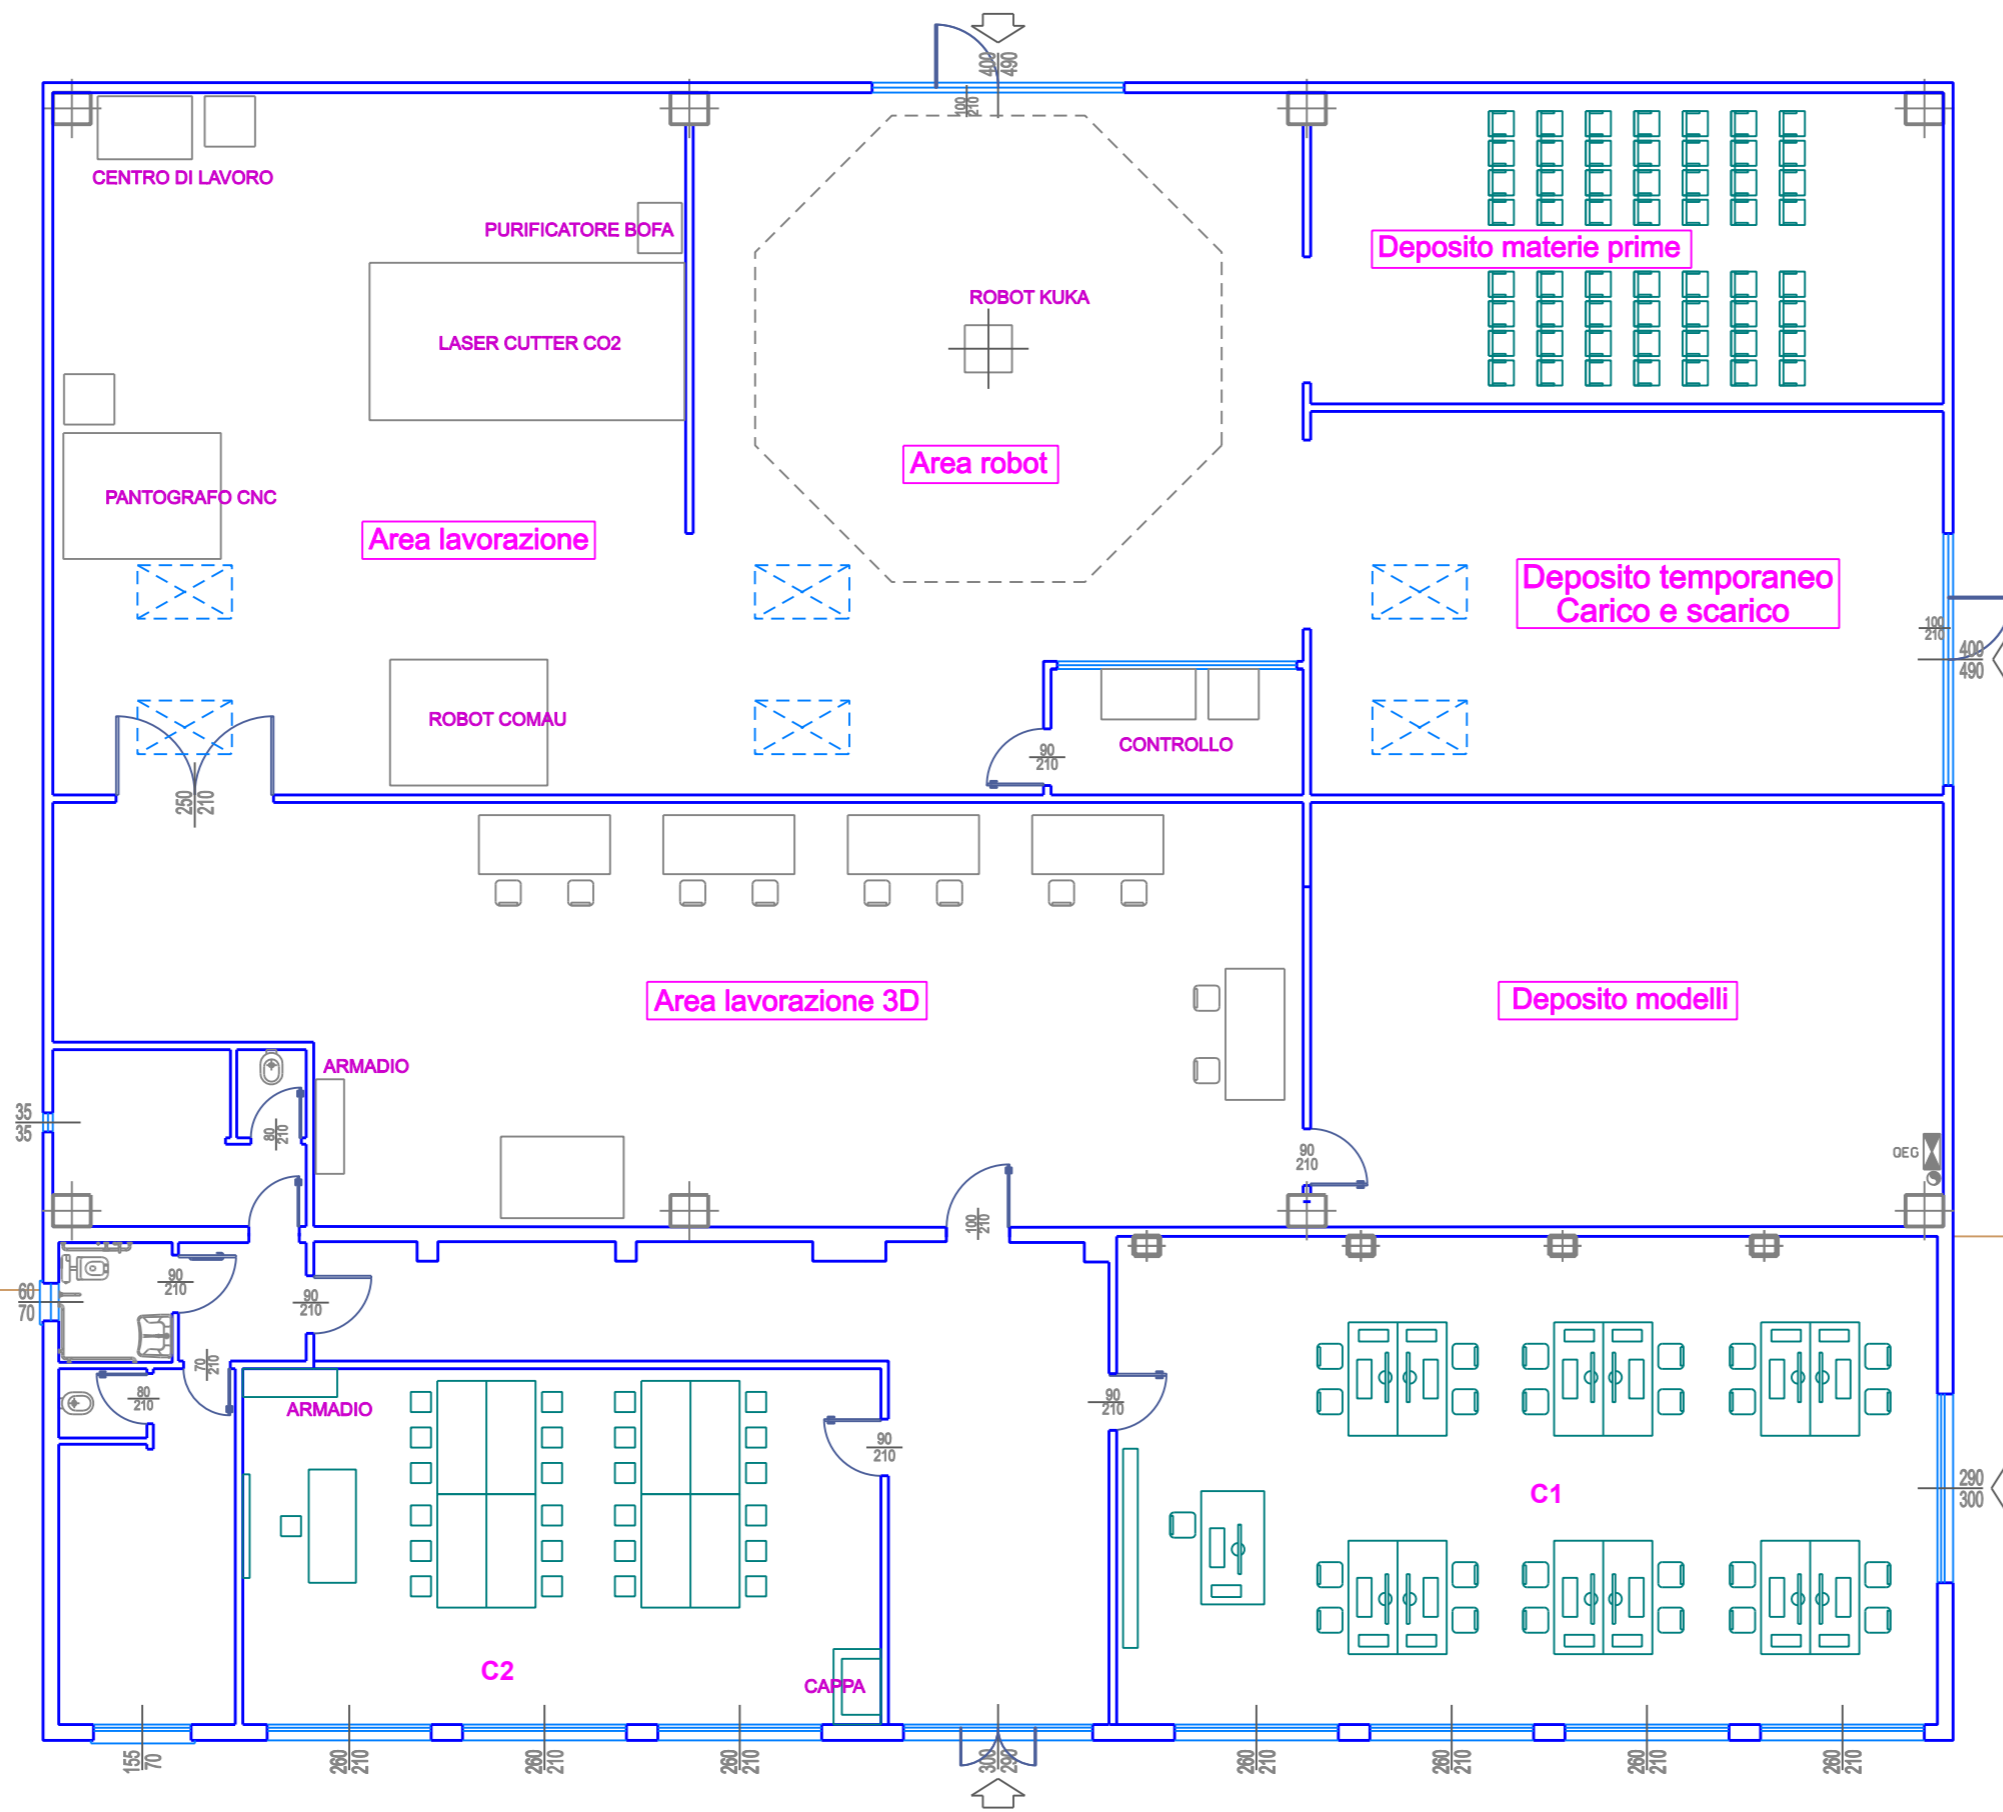 400
490
100
210
CENTRO DI LAVORO
PURIFICATORE BOFA
Deposito materie prime
ROBOT KUKA
LASER CUTTER CO2
Area robot
PANTOGRAFO CNC
Area lavorazione
Deposito temporaneo
Carico e scarico
100
210
400
490
ROBOT COMAU
CONTROLLO
90
210
250
210
Area lavorazione 3D
Deposito modelli
ARMADIO
35
35
80
210
90
210
QEG
100
210
90
210
60
70
90
210
70
210
80
210
ARMADIO
90
210
90
210
C1
290
300
C2
CAPPA
155
70
260
210
260
210
260
210
300
290
260
210
260
210
260
210
260
210